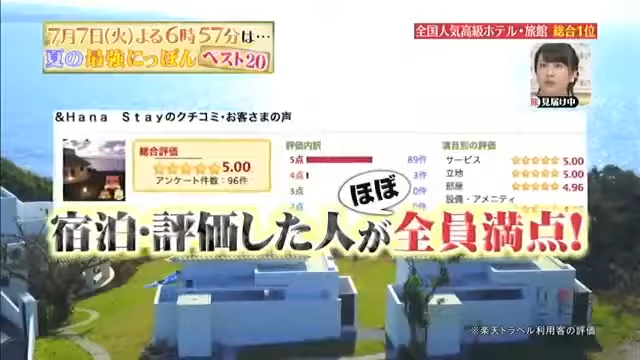 7月7日(火)よる6時57分は…
夏の最強にっぽんベスト20
全国人気高級ホテル・旅館 総合1位
見届け中
&Hana Stayのクチコミ・お客さまの声
総合評価
5.00
アンケート件数：96件
評価内訳
5点 89件
4点 3件
3点
項目別の評価
サービス 5.00
立地 5.00
部屋 4.96
設備・アメニティ
ほぼ
宿泊・評価した人が全員満点!
※楽天トラベル利用客の評価